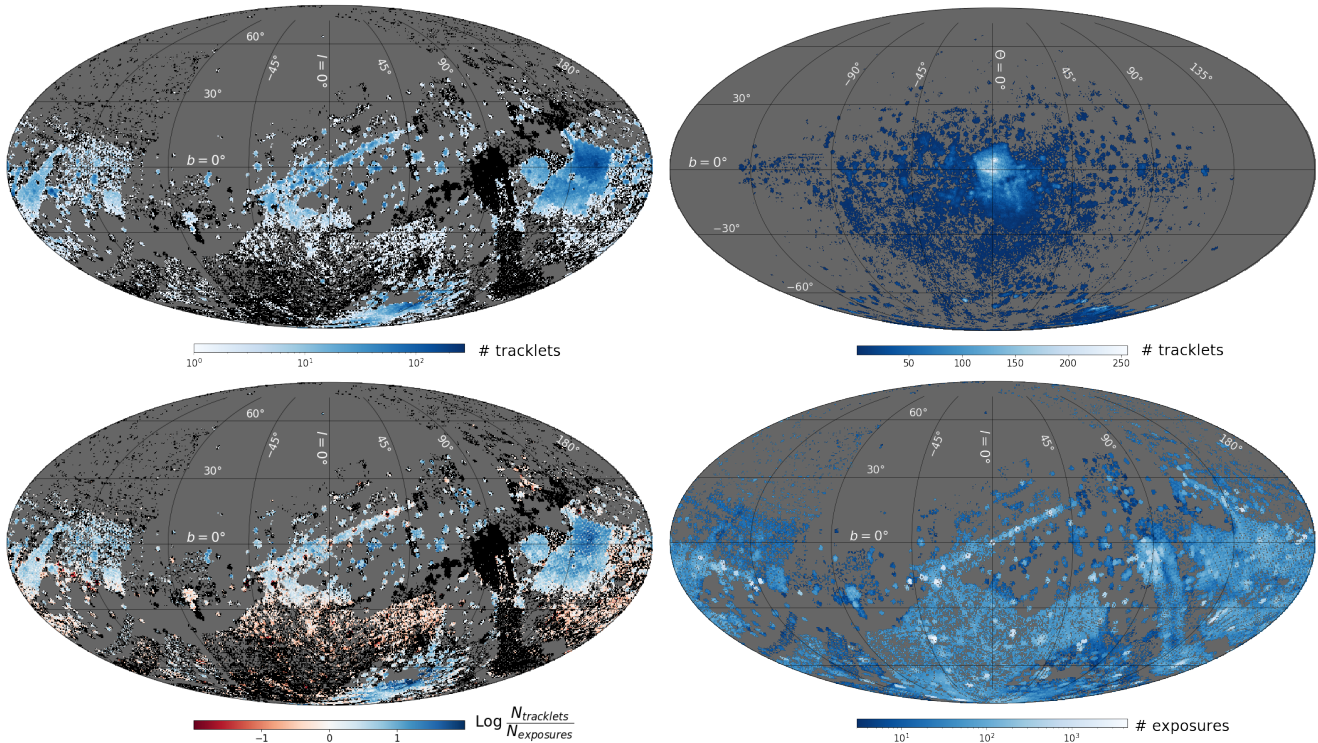 60°
−45°
l = 0°
45°
90°
180°
30°
b = 0°
10⁰ 10¹ 10² # tracklets
−90°
−45°
Θ = 0°
45°
90°
135°
30°
b = 0°
−30°
−60°
50 100 150 200 250 # tracklets
60°
−45°
l = 0°
45°
90°
180°
30°
b = 0°
−1 0 1 Log N_tracklets / N_exposures
60°
−45°
l = 0°
45°
90°
180°
30°
b = 0°
10¹ 10² 10³ # exposures